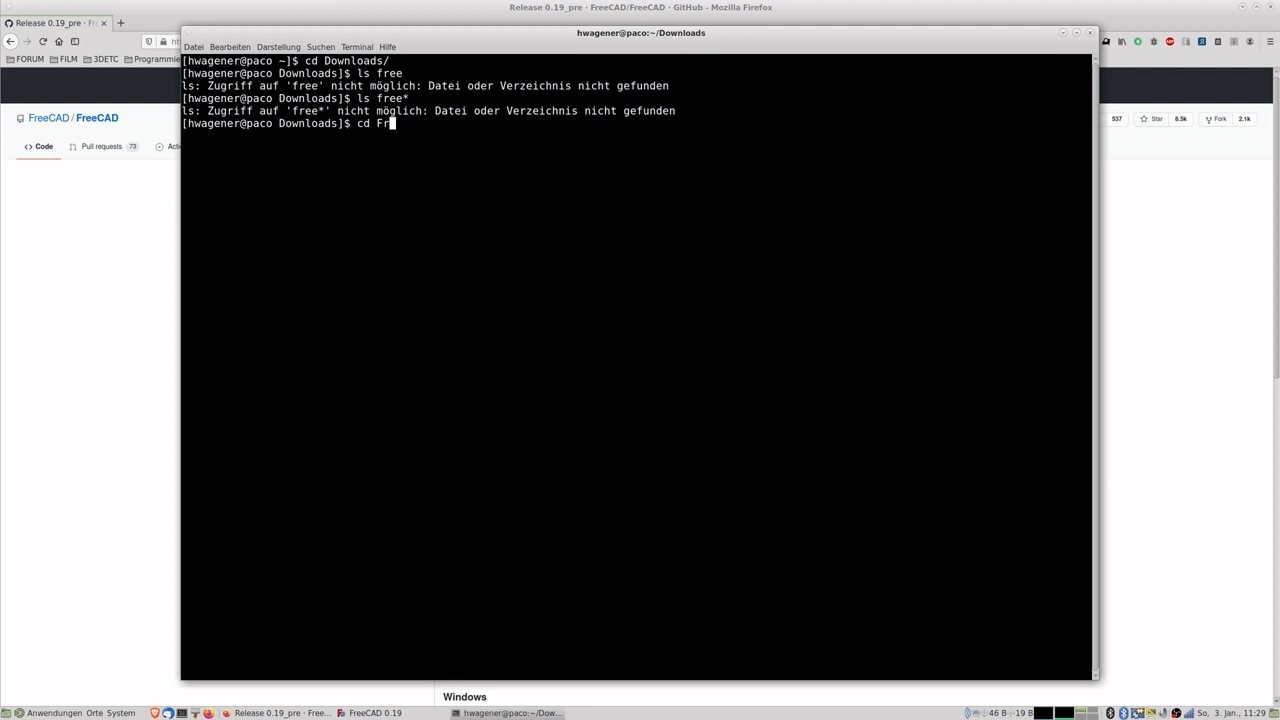 Release 0.19_pre · FreeCAD/FreeCAD · GitHub - Mozilla Firefox
Release 0.19_pre · Fr
FORUM FILM 3DETC Programmie
hwagener@paco:~/Downloads
Datei Bearbeiten Darstellung Suchen Terminal Hilfe
[hwagener@paco ~]$ cd Downloads/
[hwagener@paco Downloads]$ ls free
ls: Zugriff auf 'free' nicht möglich: Datei oder Verzeichnis nicht gefunden
[hwagener@paco Downloads]$ ls free*
ls: Zugriff auf 'free*' nicht möglich: Datei oder Verzeichnis nicht gefunden
[hwagener@paco Downloads]$ cd Fr
FreeCAD / FreeCAD
537 Star 8.5k Fork 2.1k
Code Pull requests 73 Acti
Windows
Anwendungen Orte System Release 0.19_pre · Free... FreeCAD 0.19 hwagener@paco:~/Dow... 46 B 19 B So, 3. Jan., 11:29